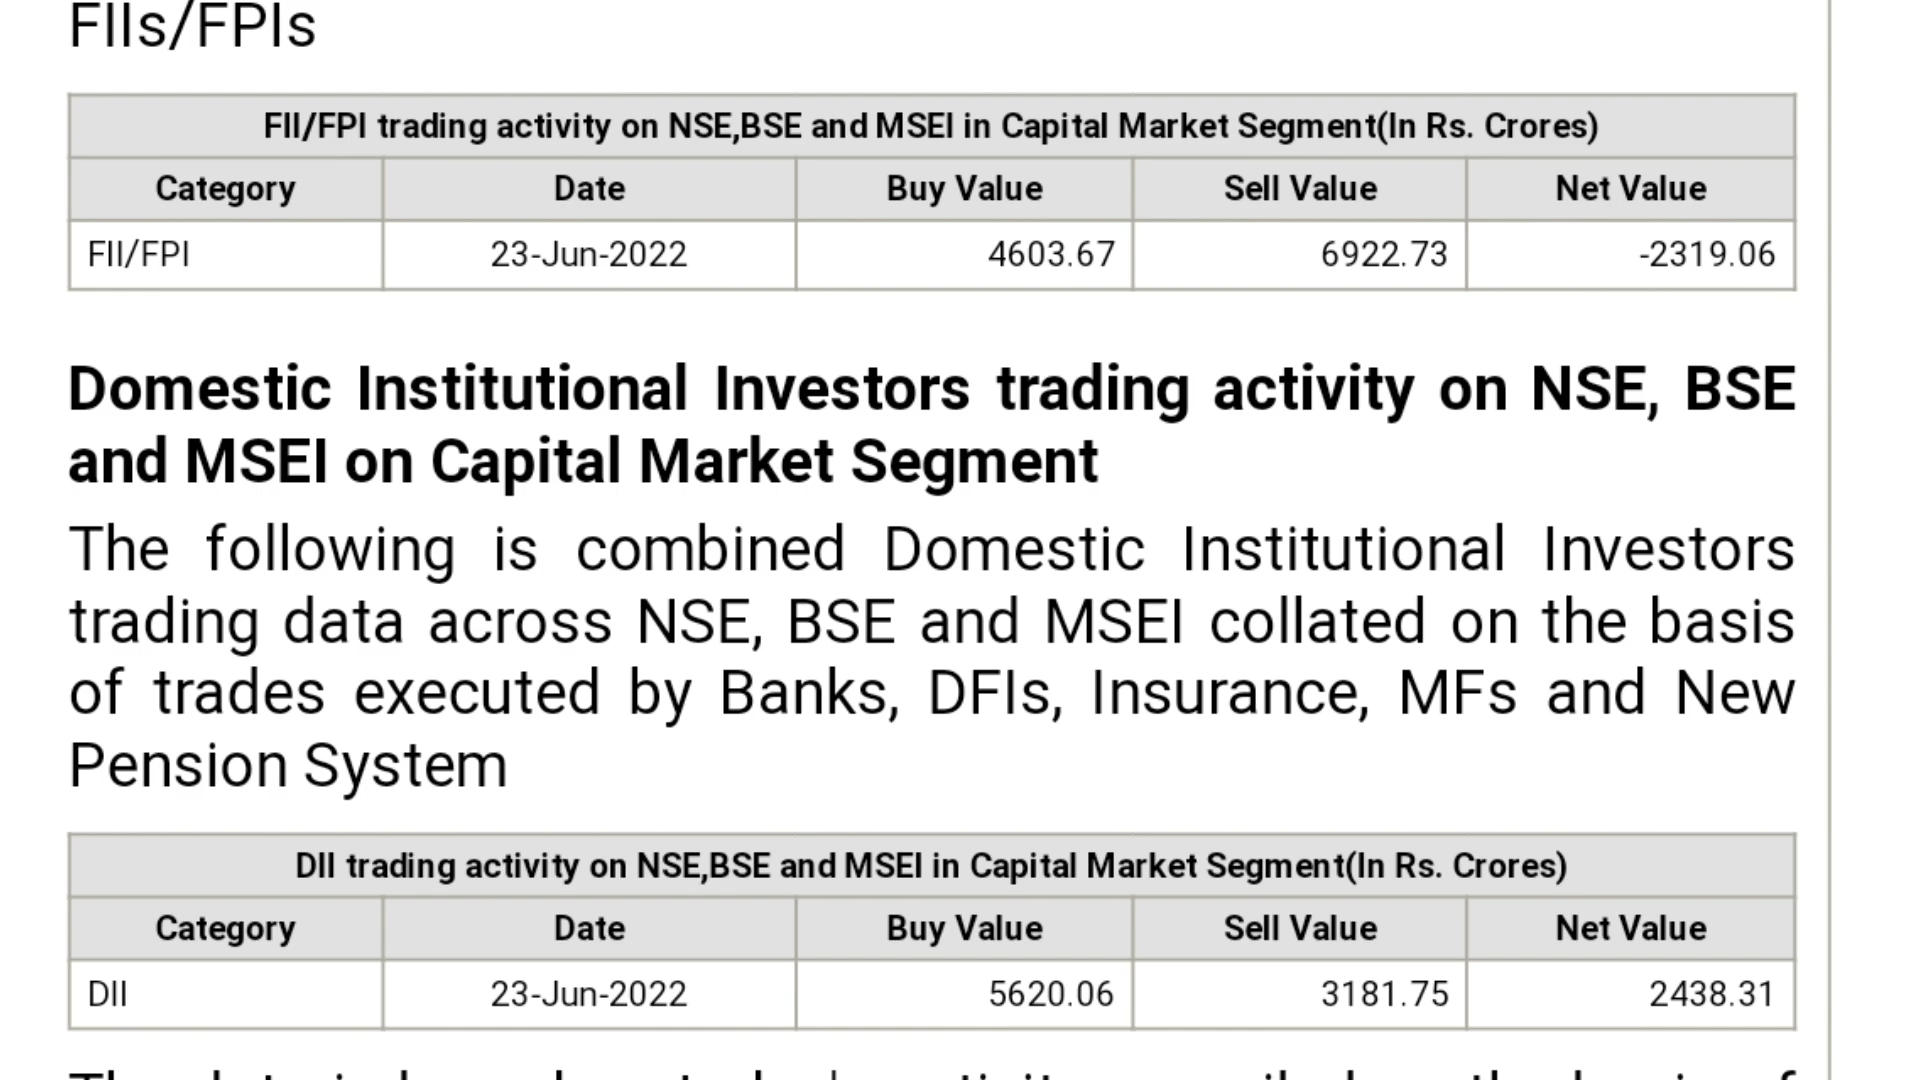 FIIs/FPIs
FII/FPI trading activity on NSE,BSE and MSEI in Capital Market Segment(In Rs. Crores)
Category Date Buy Value Sell Value Net Value
FII/FPI 23-Jun-2022 4603.67 6922.73 -2319.06
Domestic Institutional Investors trading activity on NSE, BSE
and MSEI on Capital Market Segment
The following is combined Domestic Institutional Investors
trading data across NSE, BSE and MSEI collated on the basis
of trades executed by Banks, DFIs, Insurance, MFs and New
Pension System
DII trading activity on NSE,BSE and MSEI in Capital Market Segment(In Rs. Crores)
Category Date Buy Value Sell Value Net Value
DII 23-Jun-2022 5620.06 3181.75 2438.31